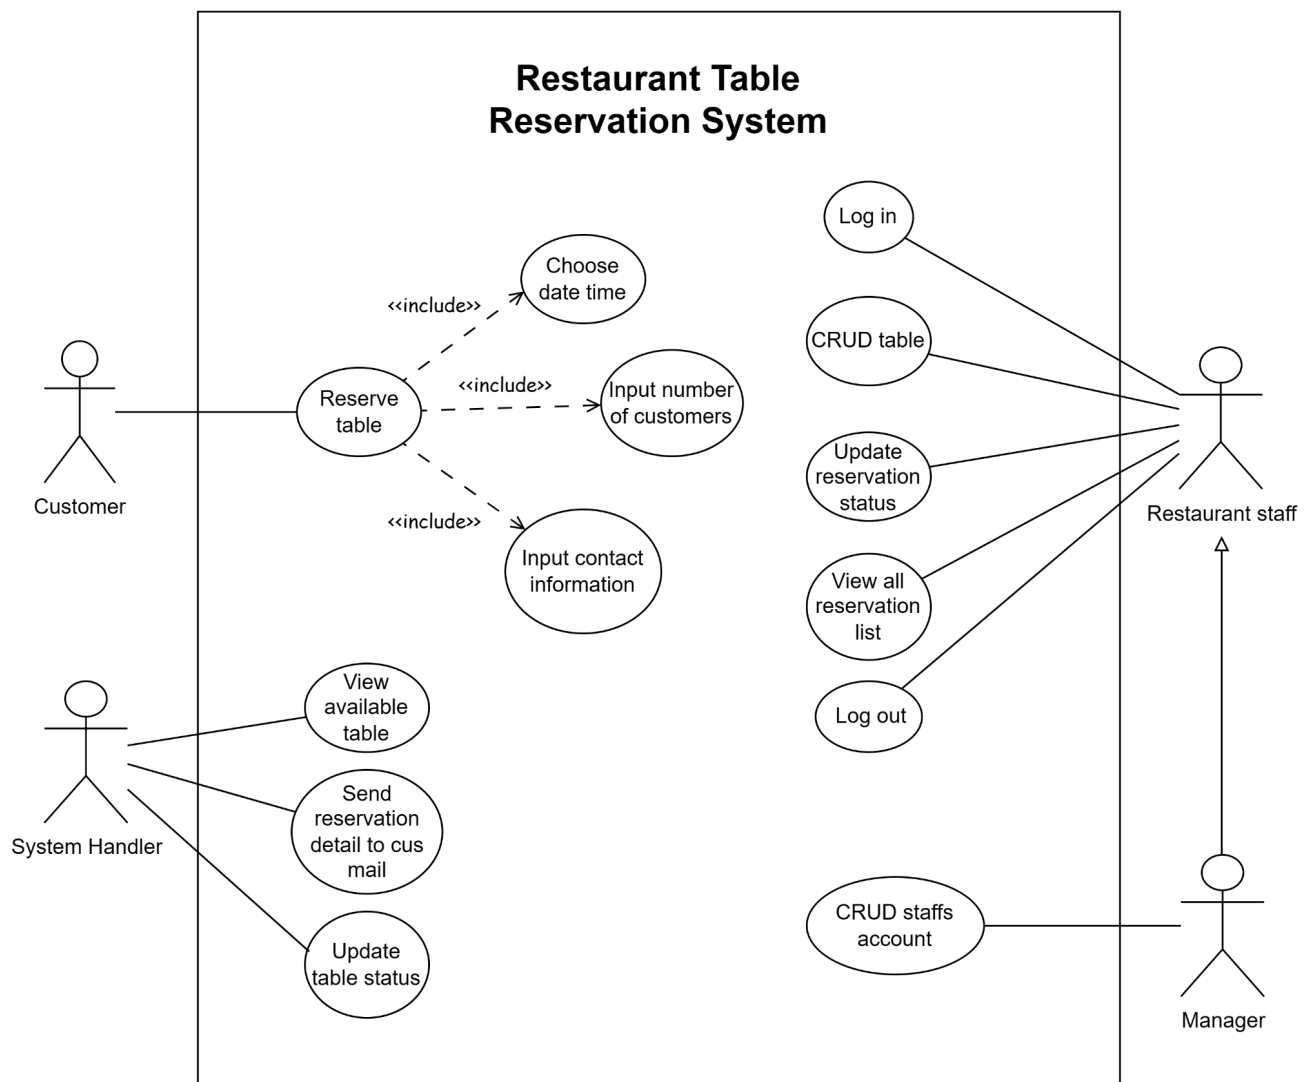 Restaurant Table
Reservation System
Log in
Choose
date time
<<include>>
CRUD table
<<include>>
Input number
of customers
Reserve
table
Customer
Update
reservation
status
Restaurant staff
<<include>>
Input contact
information
View all
reservation
list
View
available
table
Log out
System Handler
Send
reservation
detail to cus
mail
CRUD staffs
account
Update
table status
Manager